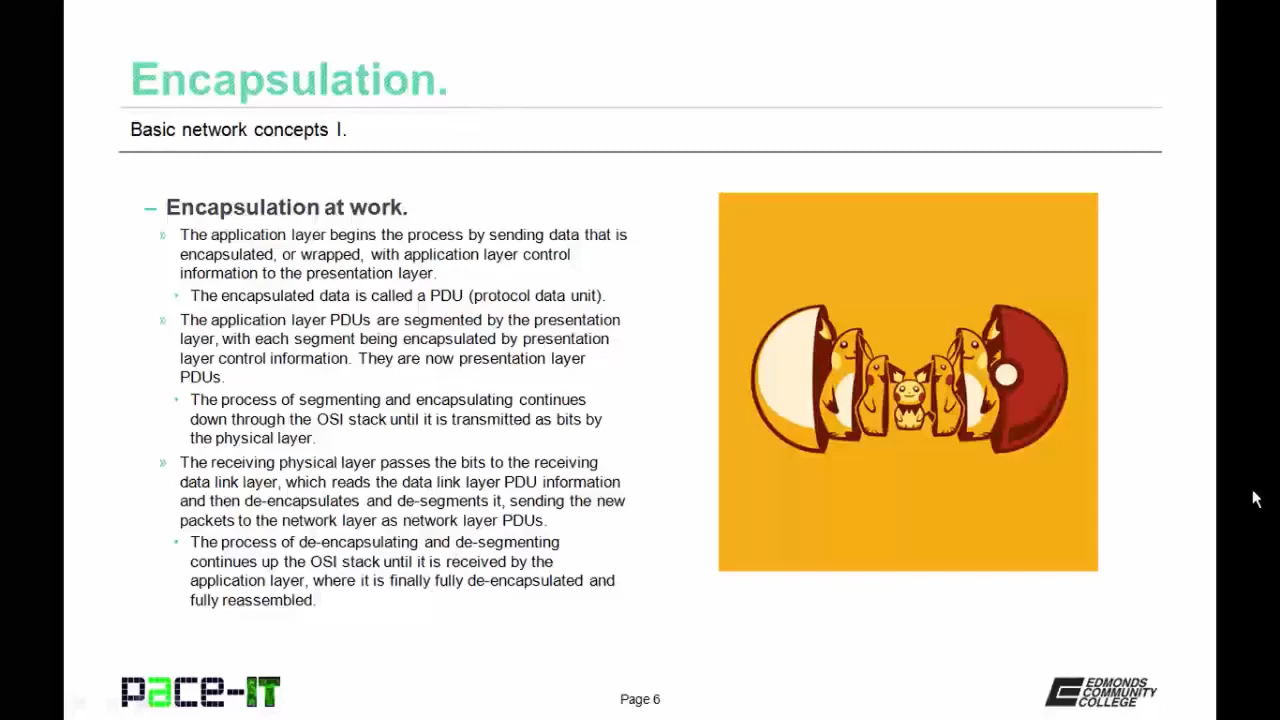 Encapsulation.
Basic network concepts I.
– Encapsulation at work.
» The application layer begins the process by sending data that is
encapsulated, or wrapped, with application layer control
information to the presentation layer.
• The encapsulated data is called a PDU (protocol data unit).
» The application layer PDUs are segmented by the presentation
layer, with each segment being encapsulated by presentation
layer control information. They are now presentation layer
PDUs.
• The process of segmenting and encapsulating continues
down through the OSI stack until it is transmitted as bits by
the physical layer.
» The receiving physical layer passes the bits to the receiving
data link layer, which reads the data link layer PDU information
and then de-encapsulates and de-segments it, sending the new
packets to the network layer as network layer PDUs.
• The process of de-encapsulating and de-segmenting
continues up the OSI stack until it is received by the
application layer, where it is finally fully de-encapsulated and
fully reassembled.
pace-IT
Page 6
EDMONDS
COMMUNITY
COLLEGE